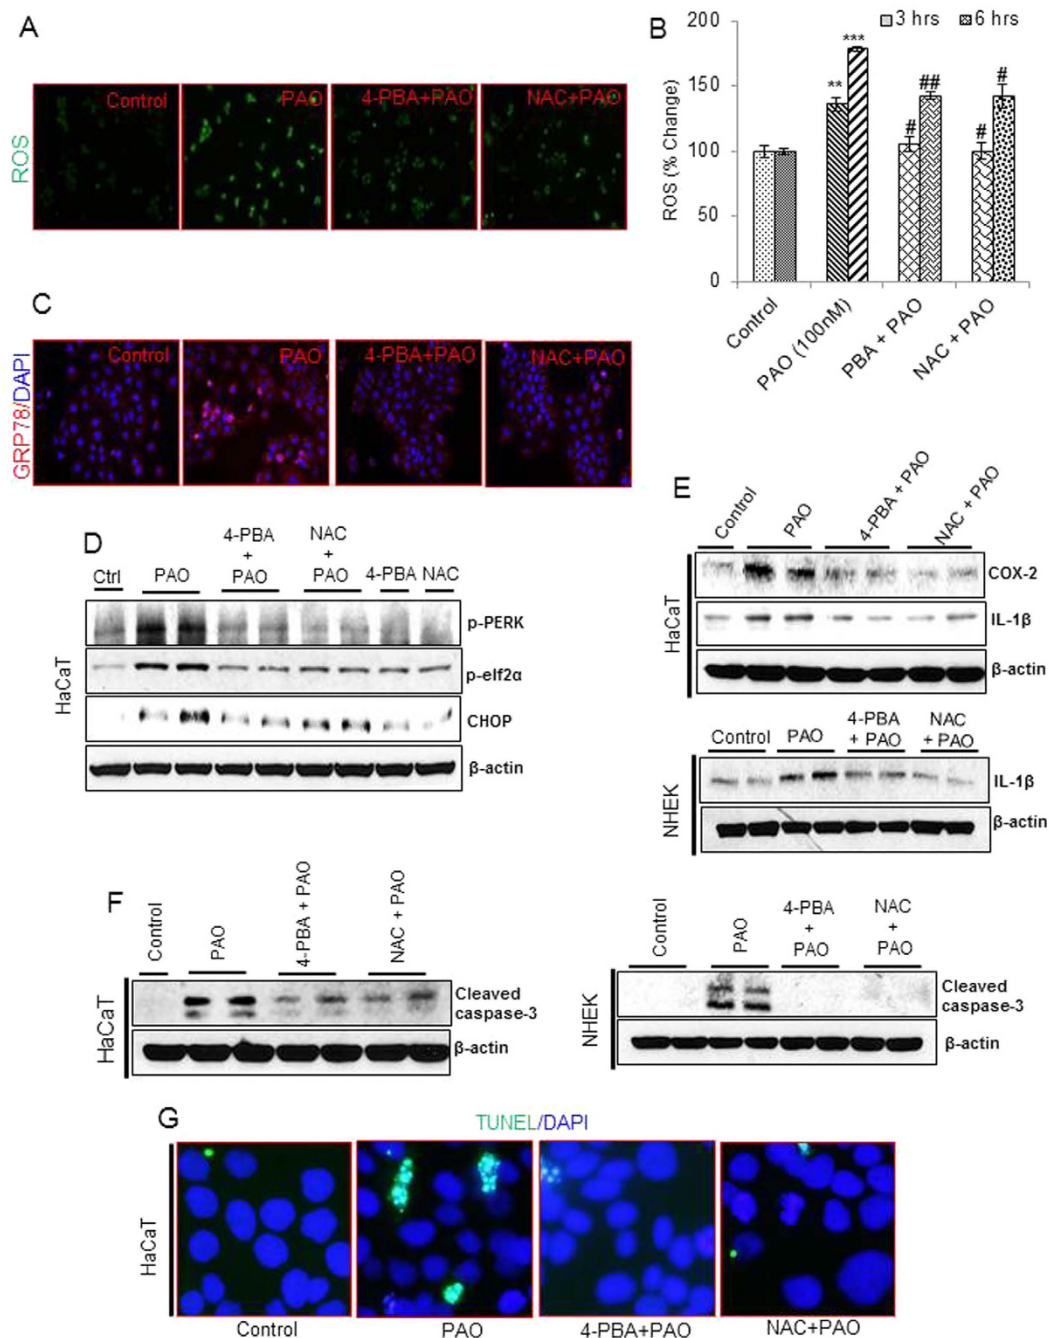 A
ROS
Control
PAO
4-PBA+PAO
NAC+PAO
B
3 hrs
6 hrs
ROS (% Change)
200
150
100
50
0
**
***
#
##
#
#
Control
PAO (100nM)
PBA + PAO
NAC + PAO
C
GRP78/DAPI
Control
PAO
4-PBA+PAO
NAC+PAO
D
HaCaT
Ctrl
PAO
4-PBA
+
PAO
NAC
+
PAO
4-PBA
NAC
p-PERK
p-elf2α
CHOP
β-actin
E
HaCaT
Control
PAO
4-PBA + PAO
NAC + PAO
COX-2
IL-1β
β-actin
NHEK
Control
PAO
4-PBA
+ PAO
NAC
+ PAO
IL-1β
β-actin
F
HaCaT
Control
PAO
4-PBA + PAO
NAC + PAO
Cleaved
caspase-3
β-actin
NHEK
Control
PAO
4-PBA
+
PAO
NAC
+
PAO
Cleaved
caspase-3
β-actin
G
TUNEL/DAPI
HaCaT
Control
PAO
4-PBA+PAO
NAC+PAO